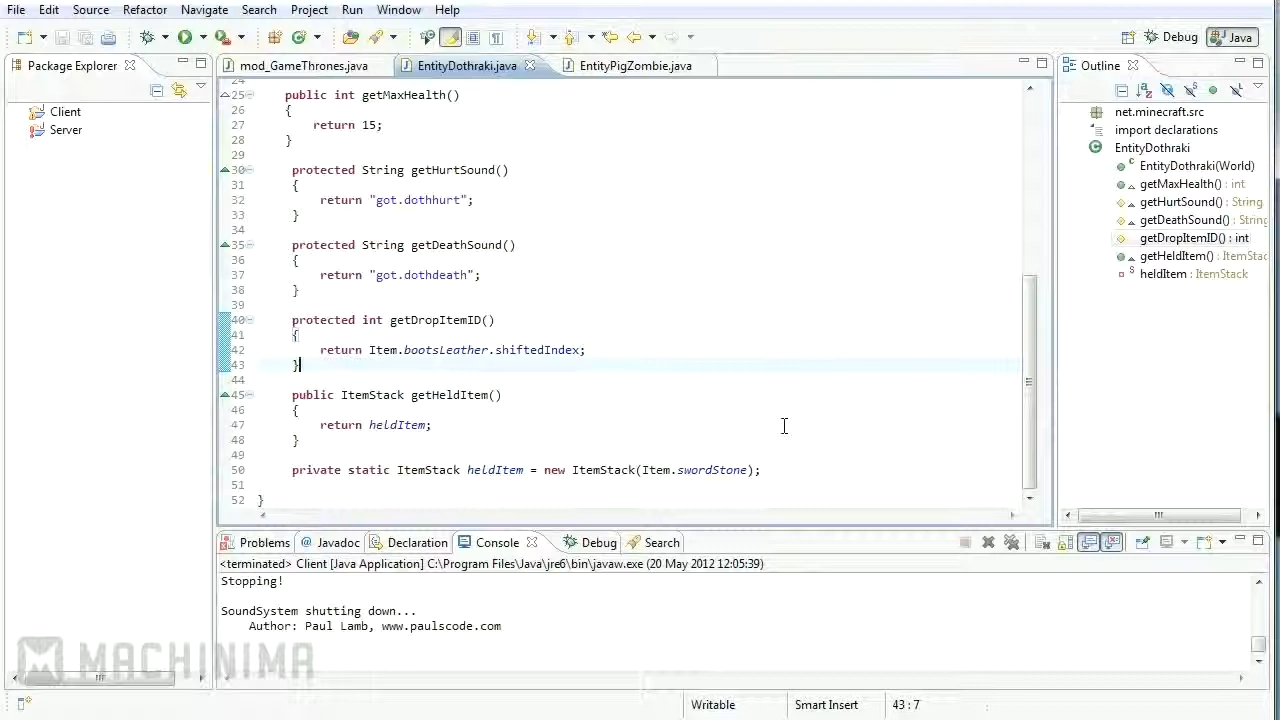 File Edit Source Refactor Navigate Search Project Run Window Help
Debug Java
Package Explorer
mod_GameThrones.java EntityDothraki.java EntityPigZombie.java
Outline
Client
Server
24
25 public int getMaxHealth()
26 {
27 return 15;
28 }
29
30 protected String getHurtSound()
31 {
32 return "got.dothhurt";
33 }
34
35 protected String getDeathSound()
36 {
37 return "got.dothdeath";
38 }
39
40 protected int getDropItemID()
41 {
42 return Item.bootsLeather.shiftedIndex;
43 }
44
45 public ItemStack getHeldItem()
46 {
47 return heldItem;
48 }
49
50 private static ItemStack heldItem = new ItemStack(Item.swordStone);
51
52 }
net.minecraft.src
import declarations
EntityDothraki
EntityDothraki(World)
getMaxHealth() : int
getHurtSound() : String
getDeathSound() : String
getDropItemID() : int
getHeldItem() : ItemStac
heldItem : ItemStack
Problems Javadoc Declaration Console Debug Search
<terminated> Client [Java Application] C:\Program Files\Java\jre6\bin\javaw.exe (20 May 2012 12:05:39)
Stopping!
SoundSystem shutting down...
Author: Paul Lamb, www.paulscode.com
MACHINIMA
Writable Smart Insert 43 : 7